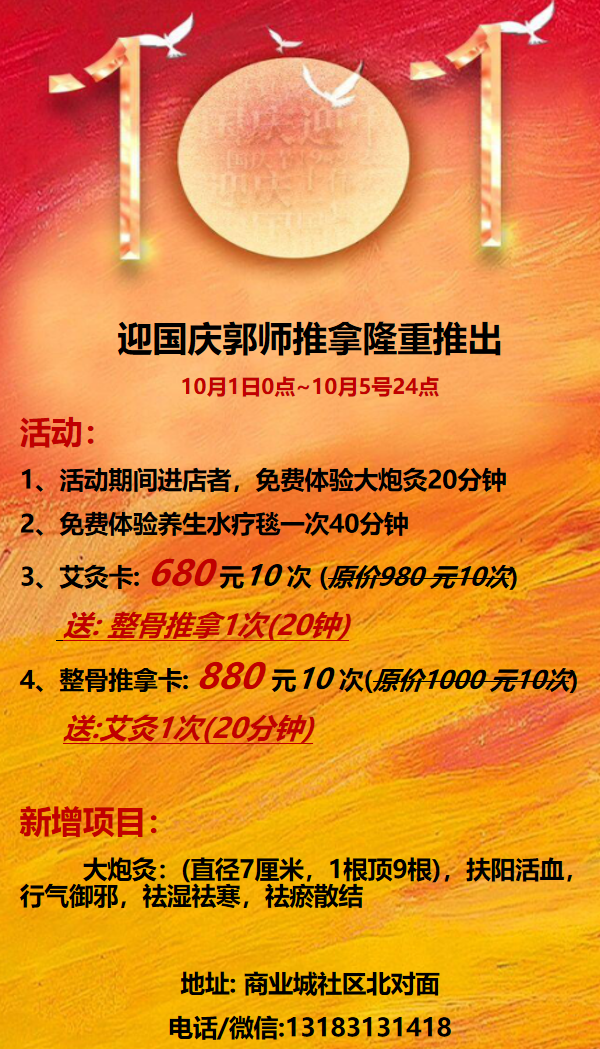 101
迎国庆郭师推拿隆重推出
10月1日0点~10月5号24点
活动：
1、活动期间进店者，免费体验大炮灸20分钟
2、免费体验养生水疗毯一次40分钟
3、艾灸卡: 680元10次 (原价980 元10次)
送: 整骨推拿1次(20钟)
4、整骨推拿卡: 880 元10次(原价1000 元10次)
送:艾灸1次(20分钟)
新增项目：
大炮灸：(直径7厘米，1根顶9根)，扶阳活血，
行气御邪，祛湿祛寒，祛瘀散结
地址: 商业城社区北对面
电话/微信:13183131418